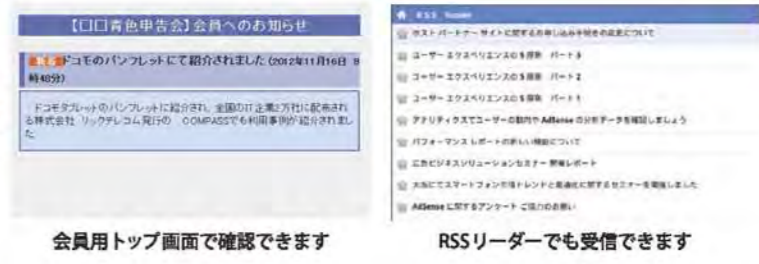 【口口青色申告会】会員へのお知らせ
ドコモのパンフレットにて紹介されました (2012年11月16日 8
時48分)
ドコモタブレットのパンフレットに紹介され、全国のIT企業2万社に配布され
る株式会社 リックテレコム発行の COMPASSでも利用事例が紹介されまし
た
会員用トップ画面で確認できます
RSS Reader
ホスト パートナー サイトに関するお申し込み手続きの変更について
ユーザー エクスペリエンスの 5 原則 パート 3
ユーザー エクスペリエンスの 5 原則 パート 2
ユーザー エクスペリエンスの 5 原則 パート 1
アナリティクスでユーザーの動向や AdSense の分析データを確認しましょう
パフォーマンス レポートの新しい機能について
広告ビジネスソリューションセミナー 開催レポート
大阪にてスマートフォン市場トレンドと最適化に関するセミナーを開催しました
AdSense に関するアンケート ご協力のお願い
RSSリーダーでも受信できます